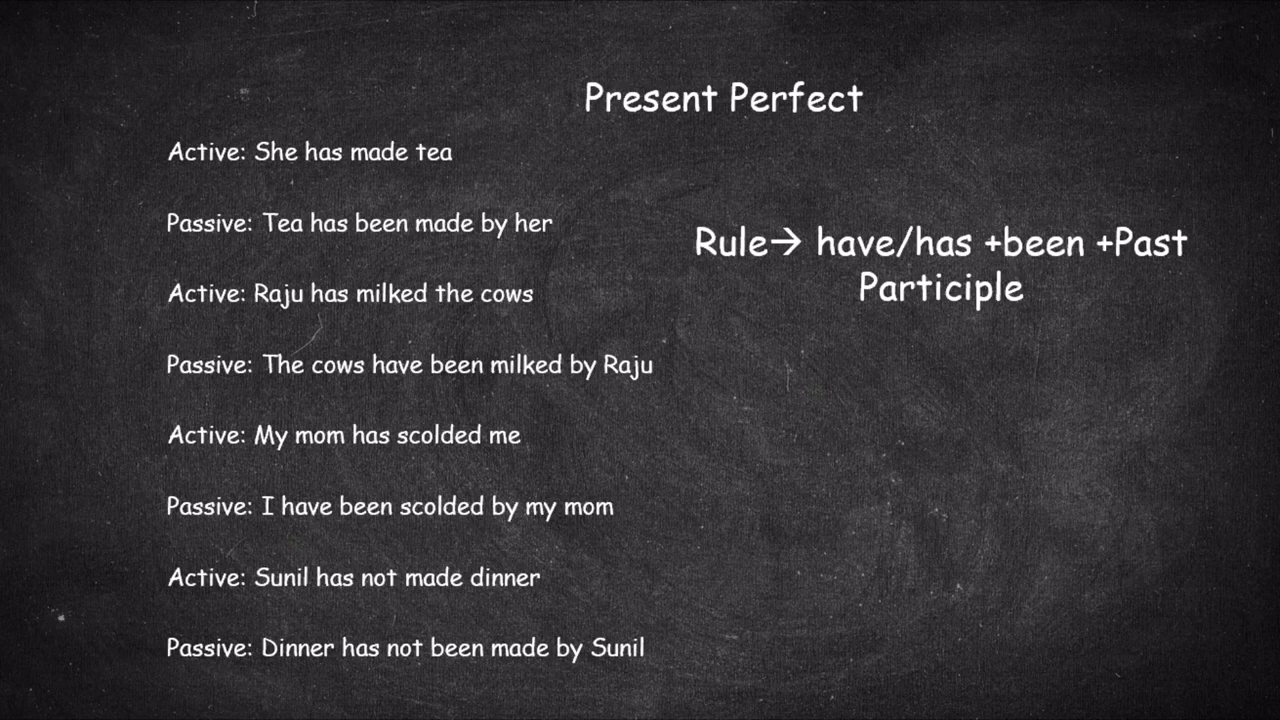 Present Perfect
Active: She has made tea
Passive: Tea has been made by her
Active: Raju has milked the cows
Passive: The cows have been milked by Raju
Active: My mom has scolded me
Passive: I have been scolded by my mom
Active: Sunil has not made dinner
Passive: Dinner has not been made by Sunil
Rule→ have/has +been +Past
Participle